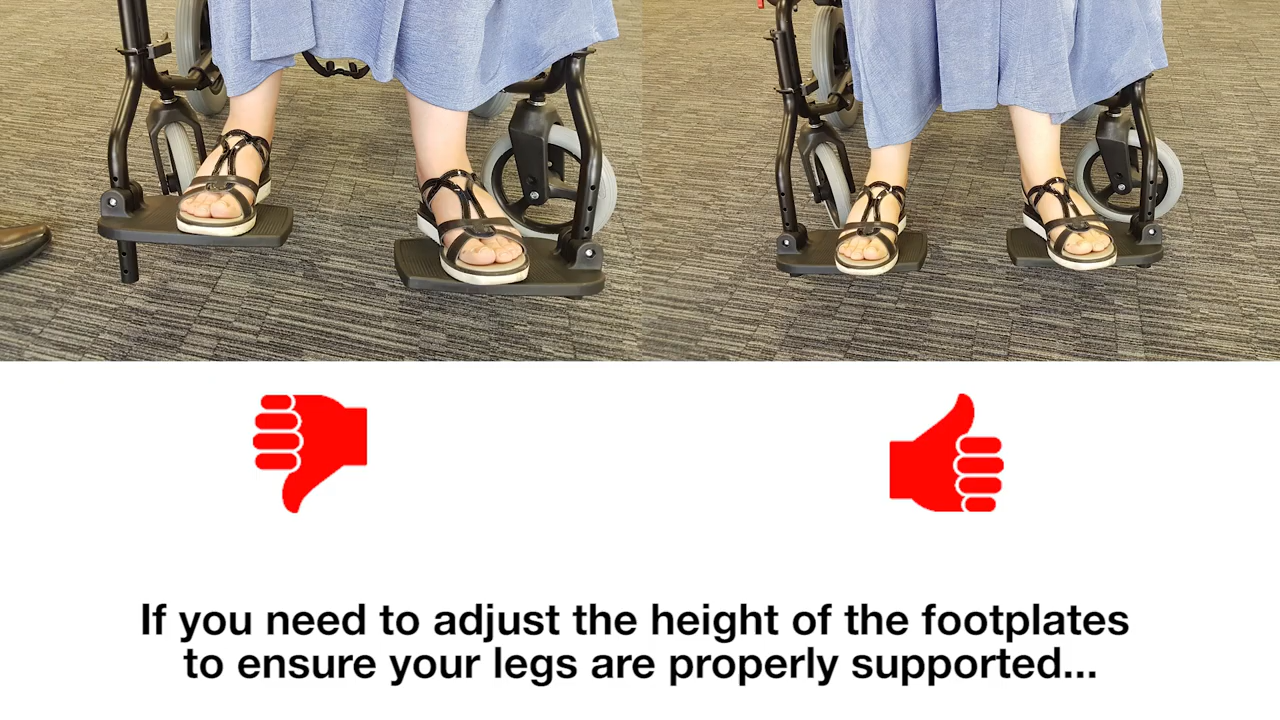 If you need to adjust the height of the footplates
to ensure your legs are properly supported...